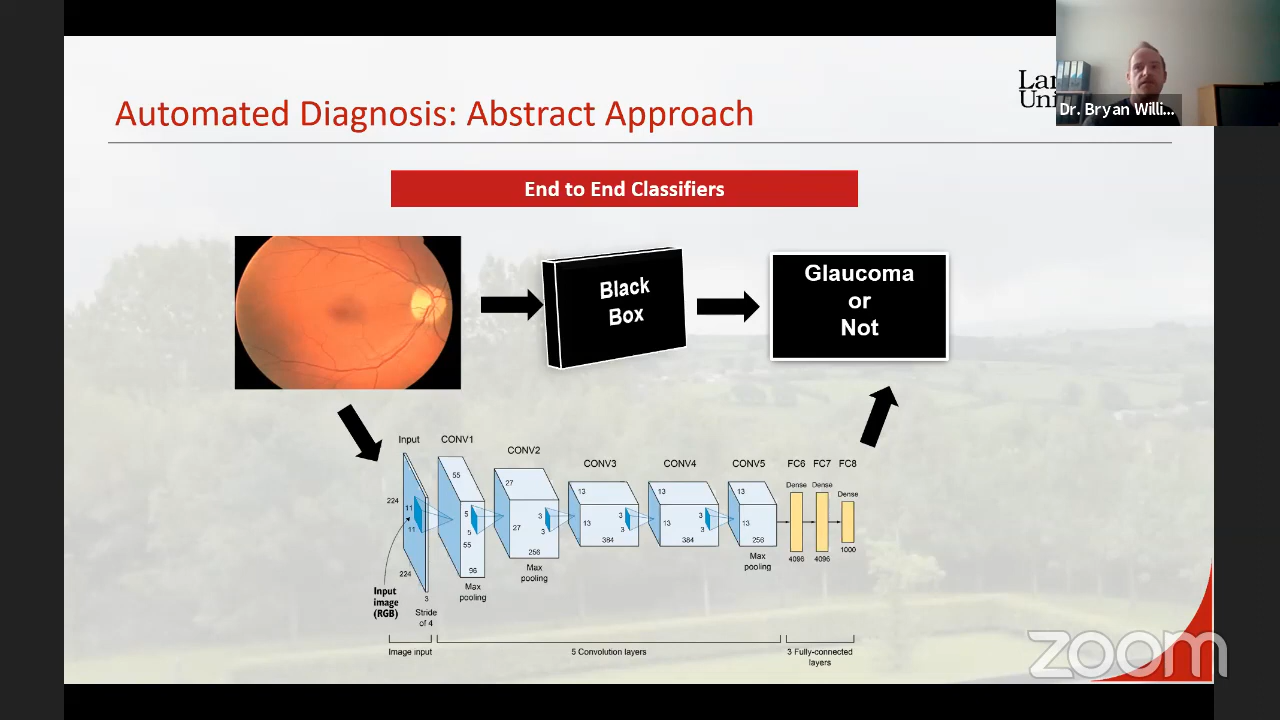 Automated Diagnosis: Abstract Approach
Dr. Bryan Willi...
End to End Classifiers
Black
Box
Glaucoma
or
Not
Input
CONV1
CONV2
CONV3
CONV4
CONV5
FC6
FC7
FC8
Dense
Dense
Dense
224
11
11
224
3
55
5
5
55
96
27
27
3
3
256
13
13
3
3
384
13
13
3
3
384
13
13
256
4096
4096
1000
Input
image
(RGB)
Stride
of 4
Max
pooling
Max
pooling
Max
pooling
Image input
5 Convolution layers
3 Fully-connected
layers
zoom